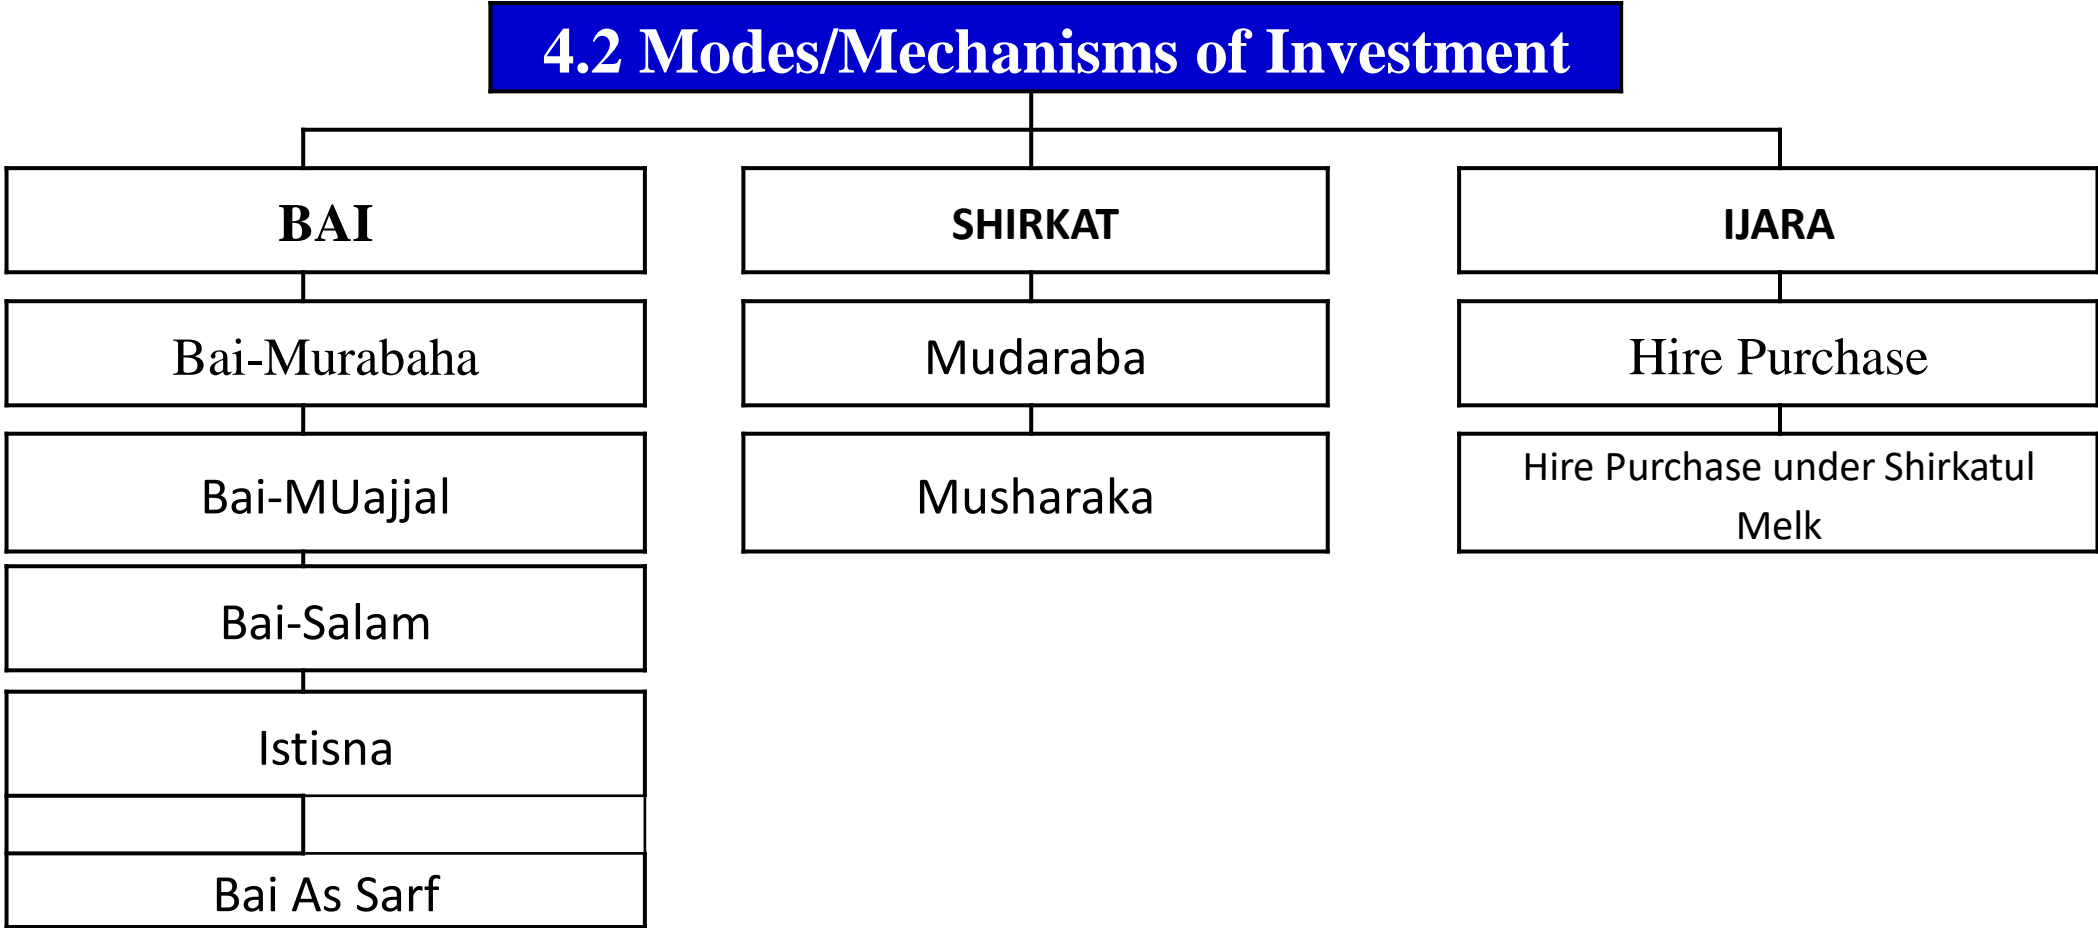 4.2 Modes/Mechanisms of Investment
BAI
SHIRKAT
IJARA
Bai-Murabaha
Mudaraba
Hire Purchase
Bai-MUajjal
Musharaka
Hire Purchase under Shirkatul
Melk
Bai-Salam
Istisna
Bai As Sarf